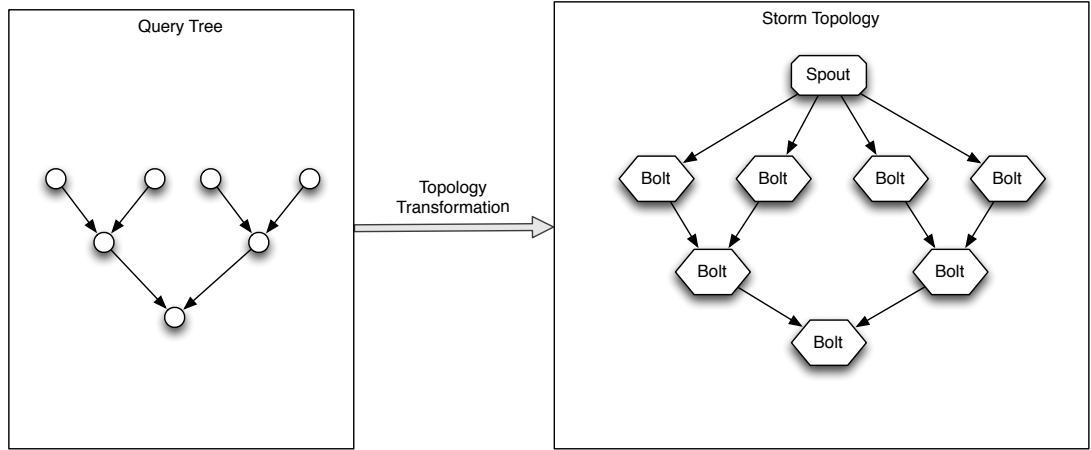 Query Tree
Storm Topology
Spout
Bolt
Bolt
Bolt
Bolt
Topology
Transformation
Bolt
Bolt
Bolt